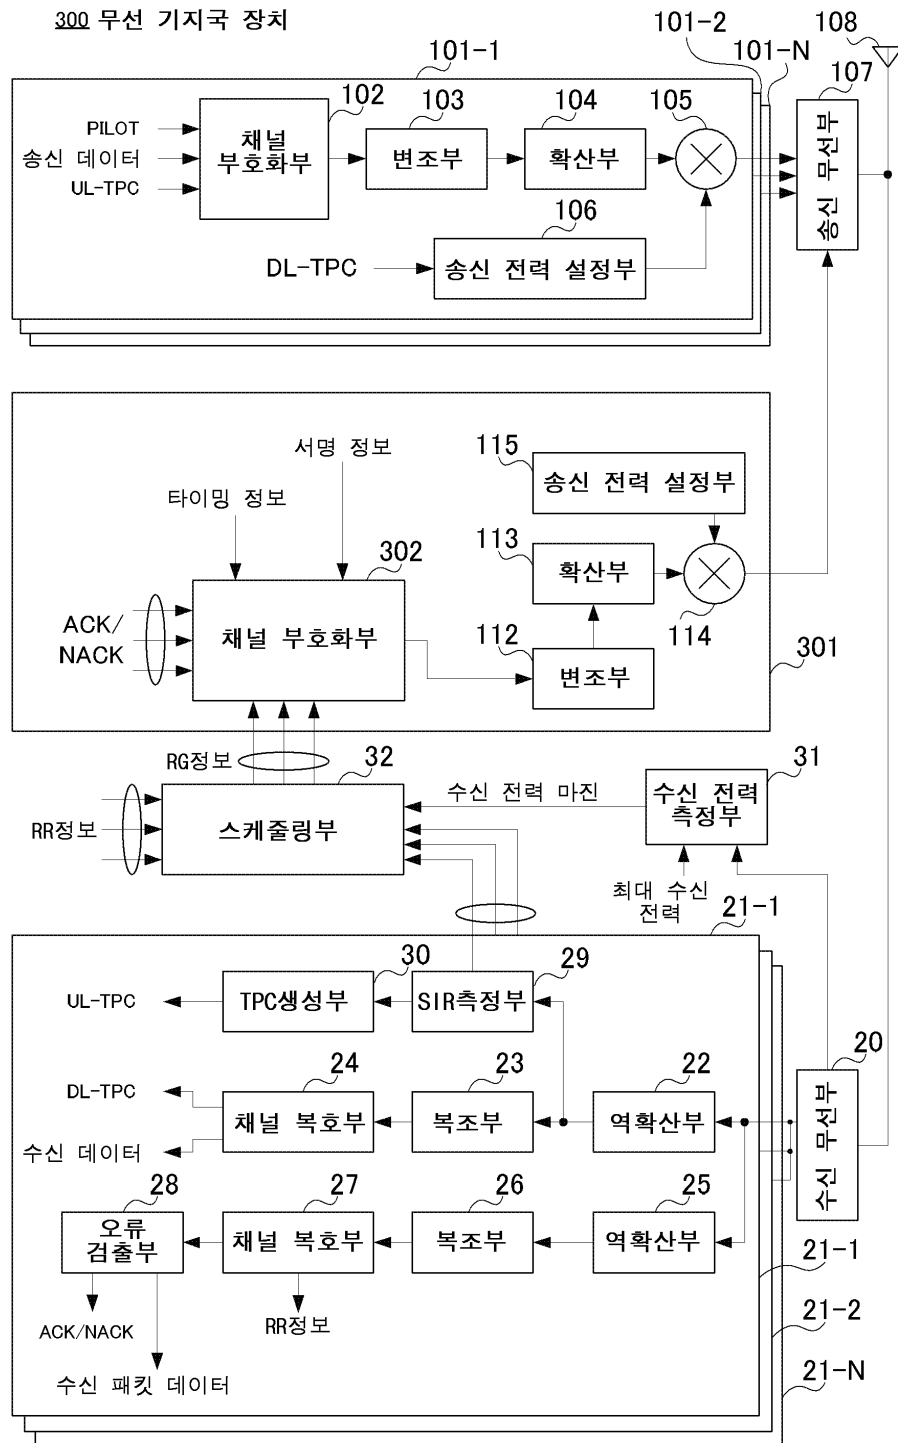 300 무선 기지국 장치
101-1
101-2
101-N
108
107
102
103
104
105
PILOT
송신 데이터
UL-TPC
채널
부호화부
변조부
확산부
송신 무선부
106
DL-TPC
송신 전력 설정부
서명 정보
타이밍 정보
115
송신 전력 설정부
302
113
확산부
114
ACK/
NACK
채널 부호화부
112
변조부
301
RG정보
32
수신 전력 마진
31
수신 전력
측정부
RR정보
스케줄링부
최대 수신
전력
21-1
30
29
UL-TPC
TPC생성부
SIR측정부
20
24
23
22
DL-TPC
채널 복호부
복조부
역확산부
수신 무선부
수신 데이터
28
27
26
25
오류
검출부
채널 복호부
복조부
역확산부
21-1
ACK/NACK
RR정보
21-2
수신 패킷 데이터
21-N